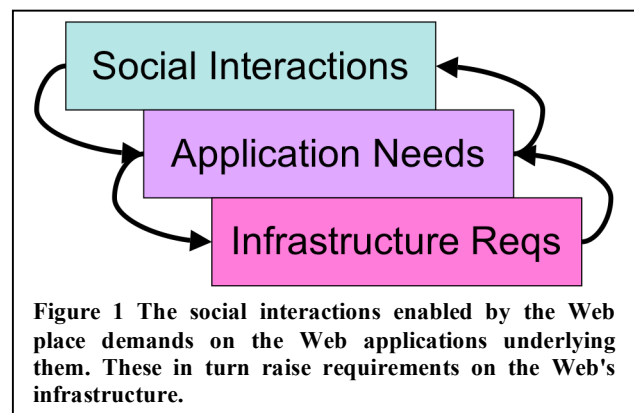 Social Interactions
Application Needs
Infrastructure Reqs
Figure 1 The social interactions enabled by the Web
place demands on the Web applications underlying
them. These in turn raise requirements on the Web's
infrastructure.